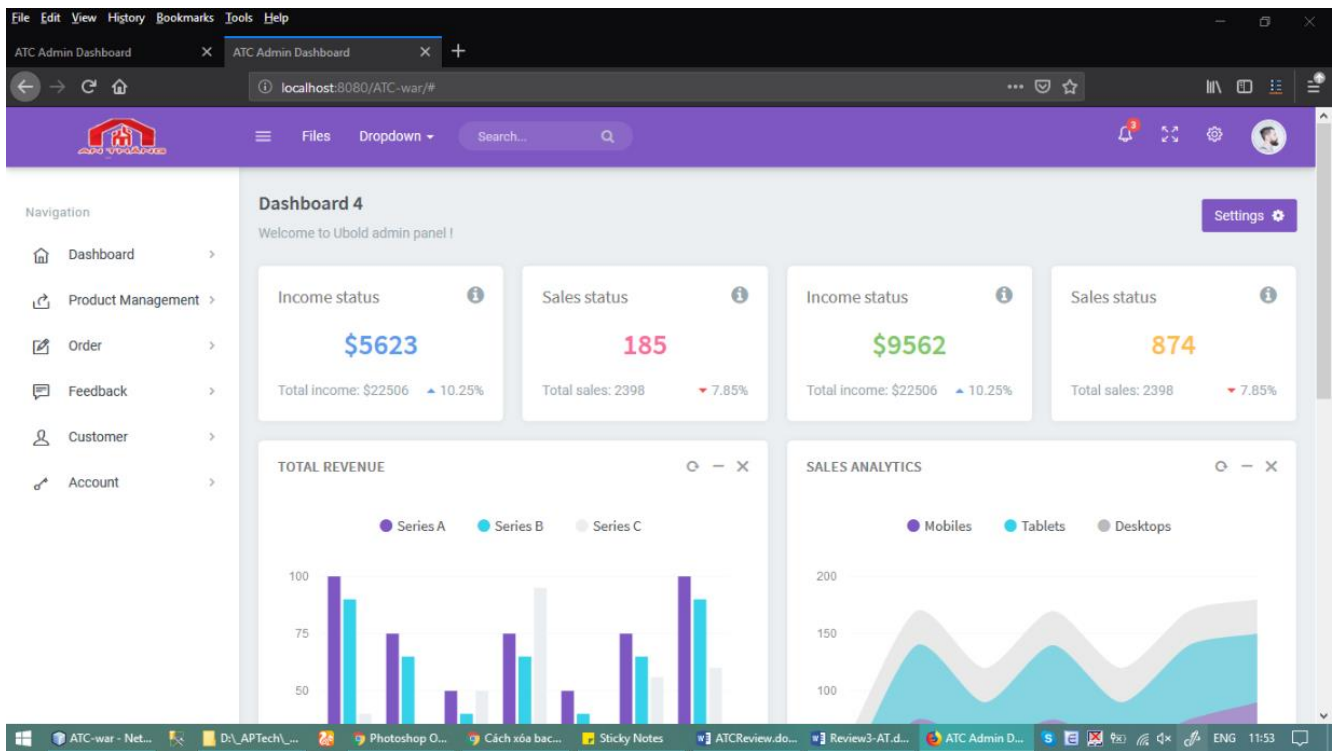 File Edit View History Bookmarks Tools Help
ATC Admin Dashboard ATC Admin Dashboard
localhost:8080/ATC-war/#
AN THANG Files Dropdown Search... 3
Navigation
Dashboard
Product Management
Order
Feedback
Customer
Account
Dashboard 4
Welcome to Ubold admin panel !
Settings
Income status
$5623
Total income: $22506 10.25%
Sales status
185
Total sales: 2398 7.85%
Income status
$9562
Total income: $22506 10.25%
Sales status
874
Total sales: 2398 7.85%
TOTAL REVENUE
Series A Series B Series C
100
75
50
SALES ANALYTICS
Mobiles Tablets Desktops
200
150
100
ATC-war - Net... D:\_APTech\_... Photoshop O... Cách xóa bac... Sticky Notes ATCReview.do... Review3-AT.d... ATC Admin D... ENG 11:53